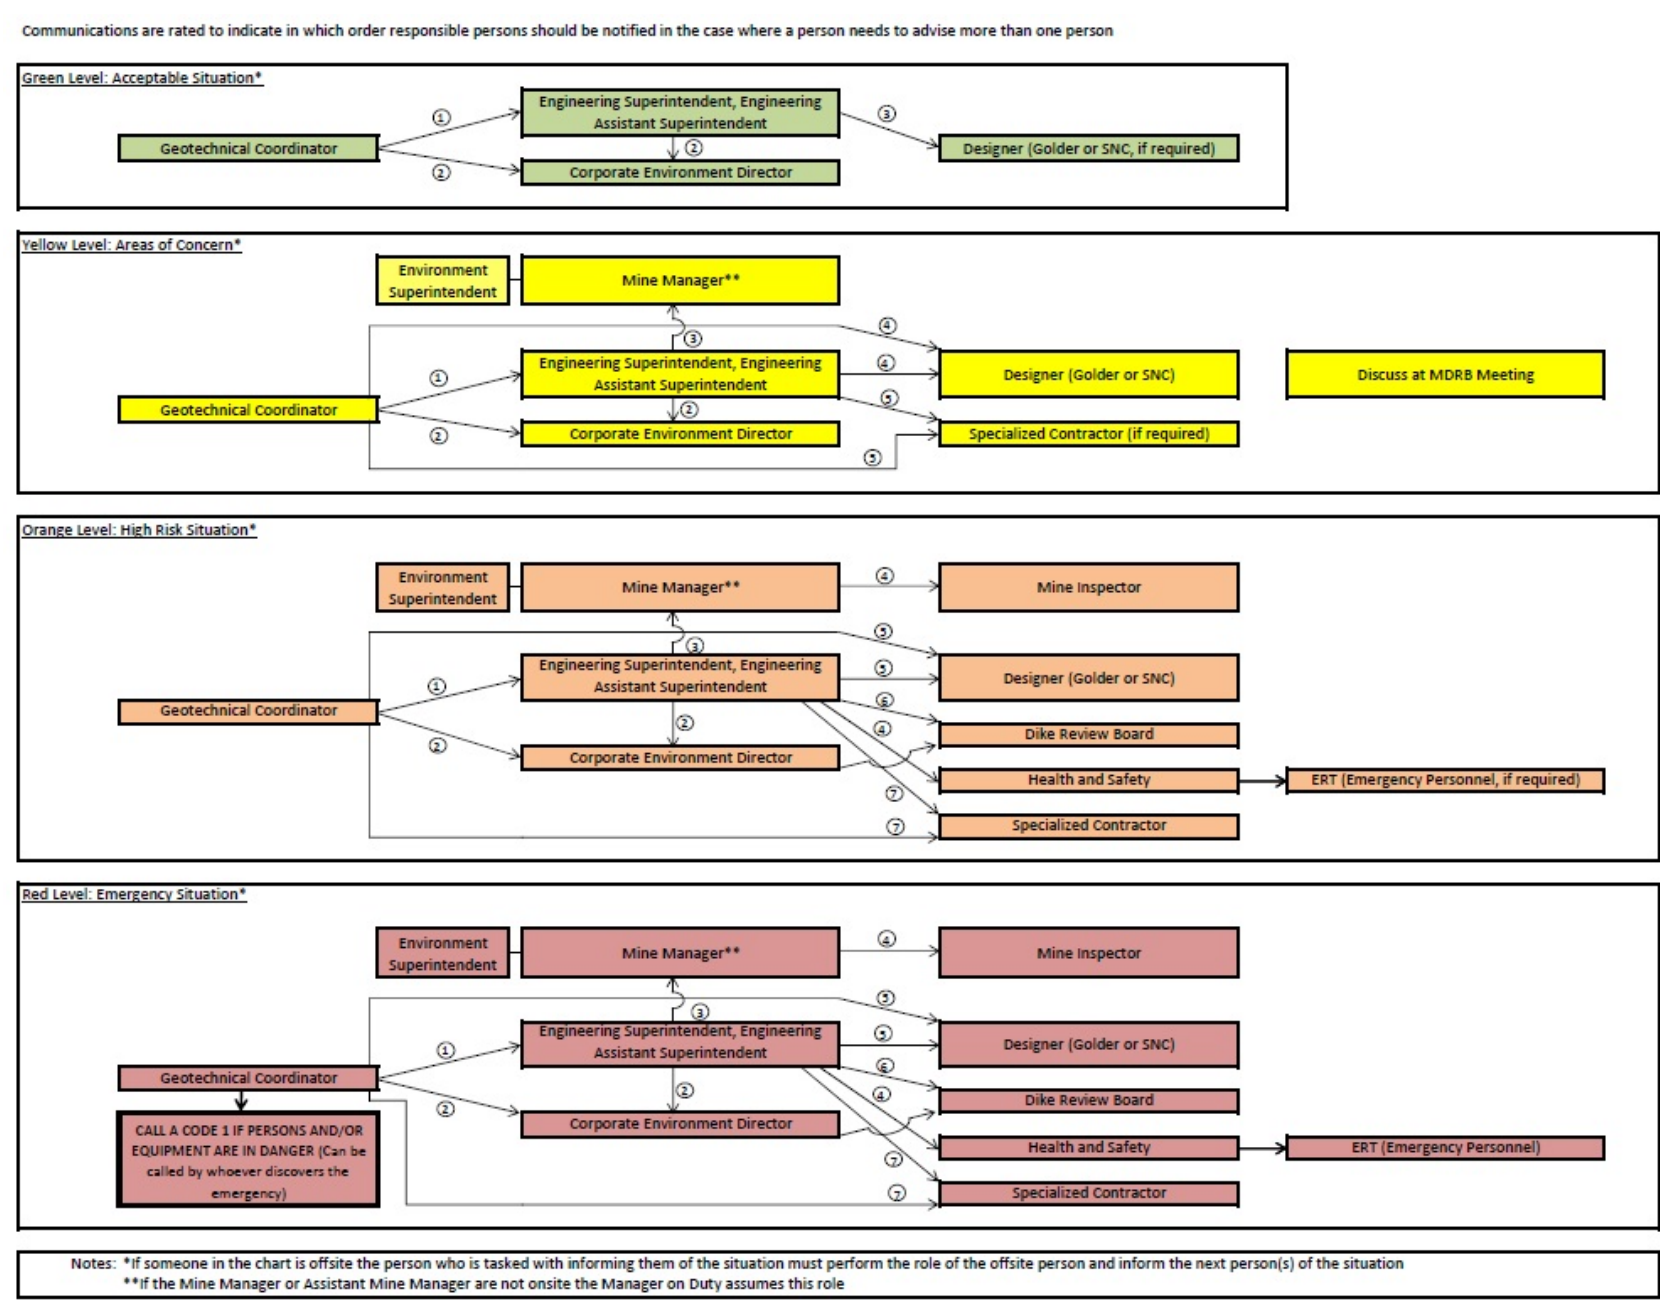 Communications are rated to indicate in which order responsible persons should be notified in the case where a person needs to advise more than one person
Green Level: Acceptable Situation*
Engineering Superintendent, Engineering
Assistant Superintendent
1
3
Geotechnical Coordinator
2
Designer (Golder or SNC, if required)
2
Corporate Environment Director
Yellow Level: Areas of Concern*
Environment
Superintendent
Mine Manager**
4
3
Engineering Superintendent, Engineering
Assistant Superintendent
4
1
Designer (Golder or SNC)
Discuss at MDRB Meeting
5
Geotechnical Coordinator
2
2
Corporate Environment Director
Specialized Contractor (if required)
5
Orange Level: High Risk Situation*
Environment
Superintendent
Mine Manager**
4
Mine Inspector
5
3
Engineering Superintendent, Engineering
Assistant Superintendent
5
1
Designer (Golder or SNC)
6
Geotechnical Coordinator
2
4
Dike Review Board
2
Corporate Environment Director
Health and Safety
ERT (Emergency Personnel, if required)
7
Specialized Contractor
7
Red Level: Emergency Situation*
Environment
Superintendent
Mine Manager**
4
Mine Inspector
5
3
Engineering Superintendent, Engineering
Assistant Superintendent
5
1
Designer (Golder or SNC)
6
Geotechnical Coordinator
2
4
Dike Review Board
2
Corporate Environment Director
CALL A CODE 1 IF PERSONS AND/OR
EQUIPMENT ARE IN DANGER (Can be
called by whoever discovers the
emergency)
Health and Safety
ERT (Emergency Personnel)
7
Specialized Contractor
7
Notes: *If someone in the chart is offsite the person who is tasked with informing them of the situation must perform the role of the offsite person and inform the next person(s) of the situation
**If the Mine Manager or Assistant Mine Manager are not onsite the Manager on Duty assumes this role